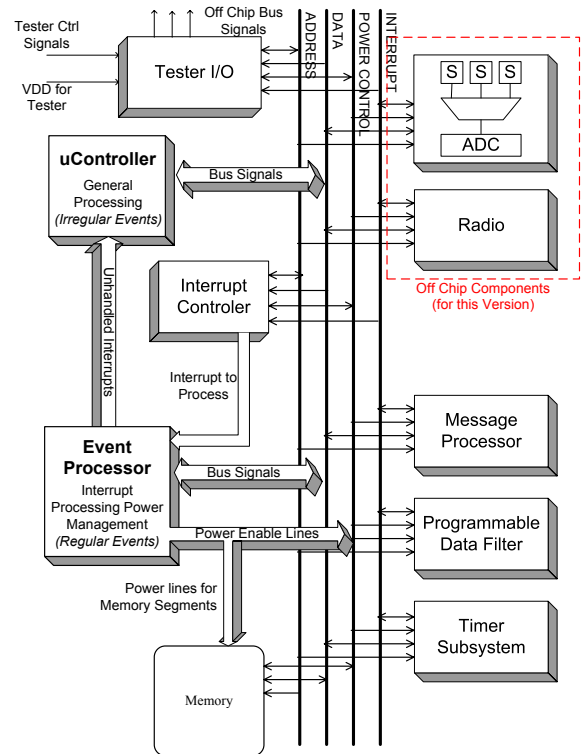 Off Chip Bus
Signals
Tester Ctrl
Signals
VDD for
Tester
Tester I/O
ADDRESS
DATA
POWER CONTROL
INTERRUPT
S S S
ADC
uController
General
Processing
(Irregular Events)
Bus Signals
Radio
Off Chip Components
(for this Version)
Unhandled Interrupts
Interrupt
Controler
Interrupt to
Process
Message
Processor
Event
Processor
Interrupt
Processing Power
Management
(Regular Events)
Bus Signals
Power Enable Lines
Programmable
Data Filter
Power lines for
Memory Segments
Timer
Subsystem
Memory